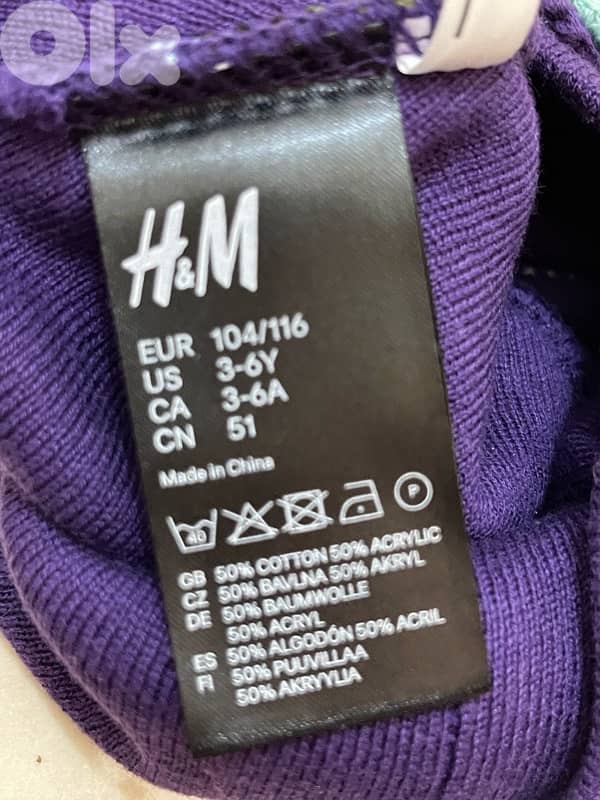 OLX
H&M
EUR 104/116
US 3-6Y
CA 3-6A
CN 51
Made in China
40 P
GB 50% COTTON 50% ACRYLIC
CZ 50% BAVLNA 50% AKRYL
DE 50% BAUMWOLLE
50% ACRYL
ES 50% ALGODÓN 50% ACRIL
FI 50% PUUVILLAA
50% AKRYYLIA